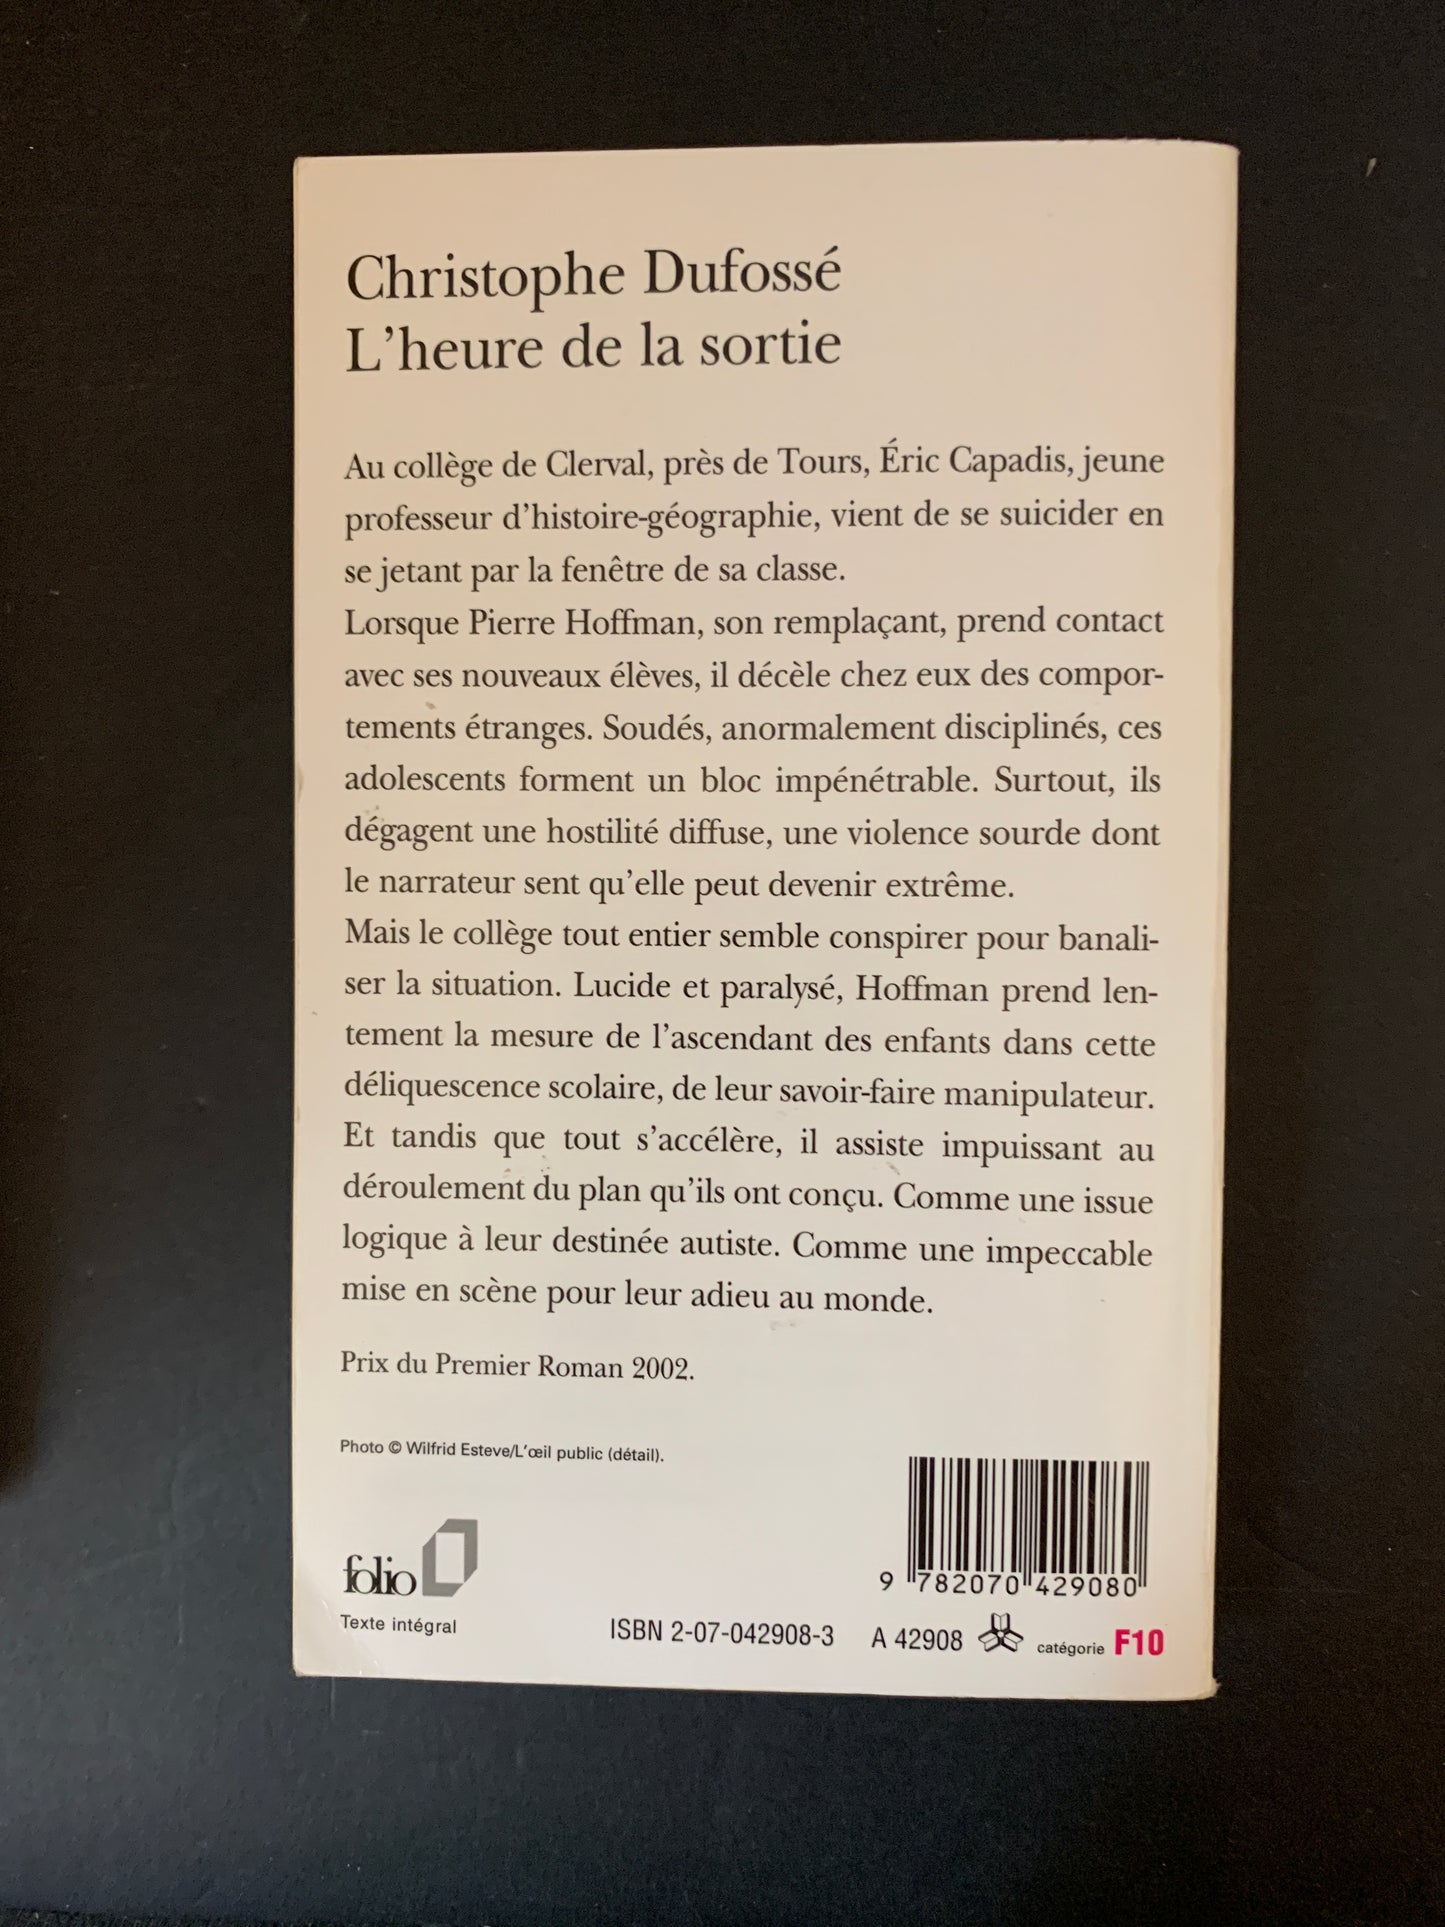 Christophe Dufossé
L'heure de la sortie
Au collège de Clerval, près de Tours, Éric Capadis, jeune
professeur d'histoire-géographie, vient de se suicider en
se jetant par la fenêtre de sa classe.
Lorsque Pierre Hoffman, son remplaçant, prend contact
avec ses nouveaux élèves, il décèle chez eux des compor-
tements étranges. Soudés, anormalement disciplinés, ces
adolescents forment un bloc impénétrable. Surtout, ils
dégagent une hostilité diffuse, une violence sourde dont
le narrateur sent qu'elle peut devenir extrême.
Mais le collège tout entier semble conspirer pour banali-
ser la situation. Lucide et paralysé, Hoffman prend len-
tement la mesure de l'ascendant des enfants dans cette
déliquescence scolaire, de leur savoir-faire manipulateur.
Et tandis que tout s'accélère, il assiste impuissant au
déroulement du plan qu'ils ont conçu. Comme une issue
logique à leur destinée autiste. Comme une impeccable
mise en scène pour leur adieu au monde.
Prix du Premier Roman 2002.
Photo © Wilfrid Esteve/L'œil public (détail).
folio
Texte intégral
9 782070 429080
ISBN 2-07-042908-3 A 42908 catégorie F10